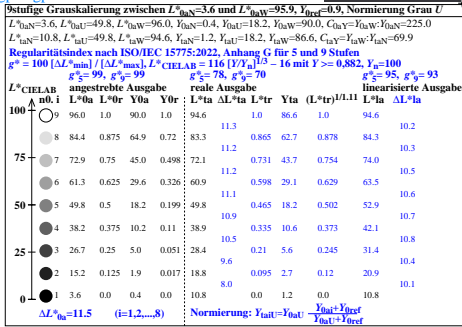 9stufige Grauskalierung zwischen L*0aN=3.6 und L*0aW=95.9, Y0ref=0.9, Normierung Grau U
L*0aN=3.6, L*0aU=49.8, L*0aW=96.0, Y0aN=0.4, Y0aU=18.2, Y0aW=90.0, C0aY=Y0aW:Y0aN=225.0
L*taN=10.8, L*taU=49.8, L*taW=94.6, YtaN=1.2, YtaU=18.2, YtaW=86.6, CtaY=YtaW:YtaN=69.9
Regularitätsindex nach ISO/IEC 15775:2022, Anhang G für 5 und 9 Stufen
g* = 100 [ΔL*min] / [ΔL*max], L*CIELAB = 116 [Y/Yn]1/3 − 16 mit Y >= 0,882, Yn=100
g*5= 99, g*9= 99 g*5= 78, g*9= 70 g*5= 95, g*9= 93
L*CIELAB angestrebte Ausgabe reale Ausgabe linearisierte Ausgabe
n0. i L*0a L*0r Y0a Y0r L*ta ΔL*ta L*tr Yta (L*tr)1/1.11 L*la ΔL*la
100 9 96.0 1.0 90.0 1.0 94.6 1.0 86.6 1.0 94.6
11.3 10.2
8 84.4 0.875 64.9 0.72 83.3 0.865 62.7 0.878 84.3
11.2 10.3
75 7 72.9 0.75 45.0 0.498 72.1 0.731 43.7 0.754 74.0
11.1 10.5
6 61.3 0.625 29.6 0.326 60.9 0.598 29.1 0.629 63.5
11.2 10.6
50 5 49.8 0.5 18.2 0.199 49.8 0.465 18.2 0.502 52.9
10.9 10.7
4 38.2 0.375 10.2 0.11 38.9 0.335 10.6 0.373 42.1
10.5 10.8
25 3 26.7 0.25 5.0 0.051 28.4 0.21 5.6 0.245 31.4
9.6 10.4
2 15.2 0.125 1.9 0.017 18.8 0.095 2.7 0.12 20.9
8.0 10.1
0 1 3.6 0.0 0.4 0.0 10.8 0.0 1.2 0.0 10.8
ΔL*0a=11.5 (i=1,2,...,8) Normierung: YtaiU=Y0aU (Y0ai+Y0ref)/(Y0aU+Y0ref)